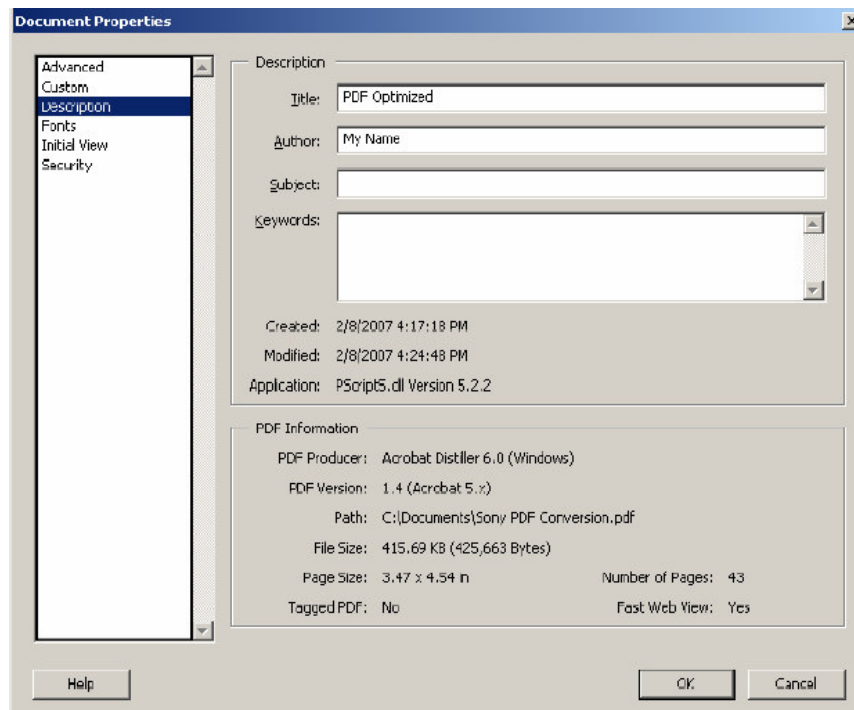 Document Properties
Advanced
Custom
Description
Fonts
Initial View
Security
Description
Title: PDF Optimized
Author: My Name
Subject:
Keywords:
Created: 2/8/2007 4:17:18 PM
Modified: 2/8/2007 4:24:48 PM
Application: PScript5.dll Version 5.2.2
PDF Information
PDF Producer: Acrobat Distiller 6.0 (Windows)
PDF Version: 1.4 (Acrobat 5.x)
Path: C:\Documents\Sony PDF Conversion.pdf
File Size: 415.69 KB (425,663 Bytes)
Page Size: 3.47 x 4.54 in Number of Pages: 43
Tagged PDF: No Fast Web View: Yes
Help OK Cancel